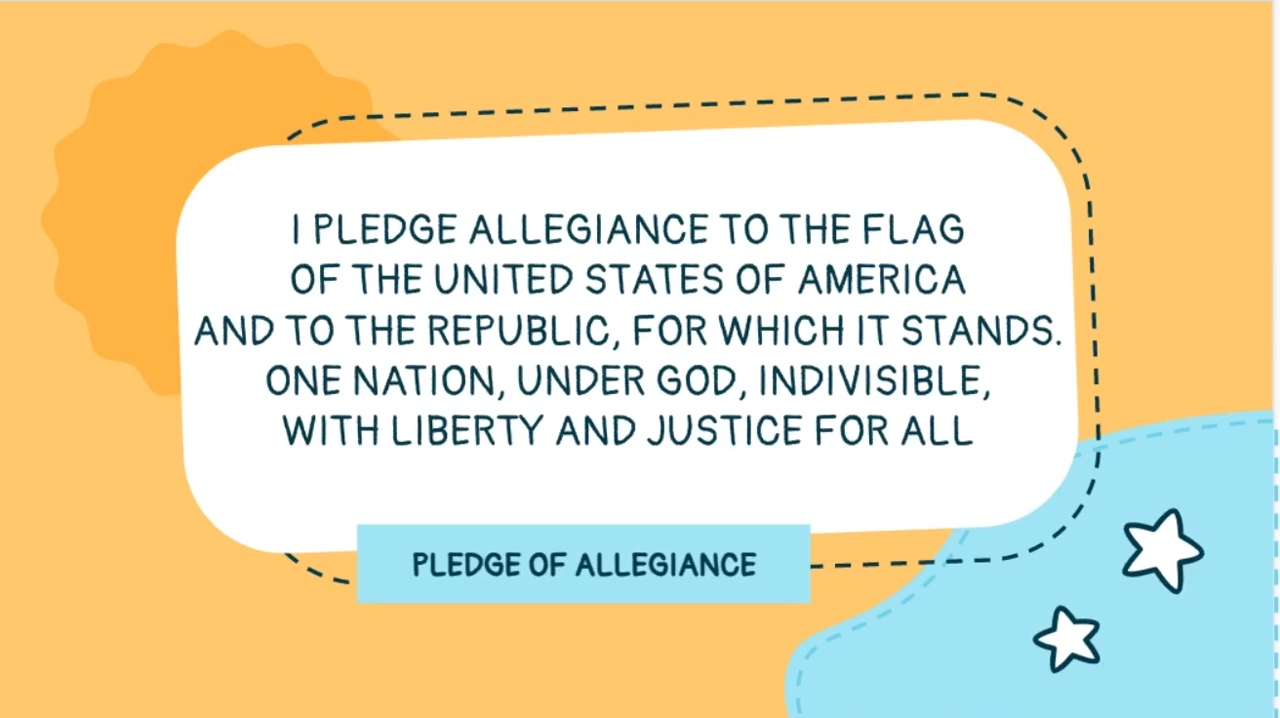 I PLEDGE ALLEGIANCE TO THE FLAG
OF THE UNITED STATES OF AMERICA
AND TO THE REPUBLIC, FOR WHICH IT STANDS.
ONE NATION, UNDER GOD, INDIVISIBLE,
WITH LIBERTY AND JUSTICE FOR ALL
PLEDGE OF ALLEGIANCE